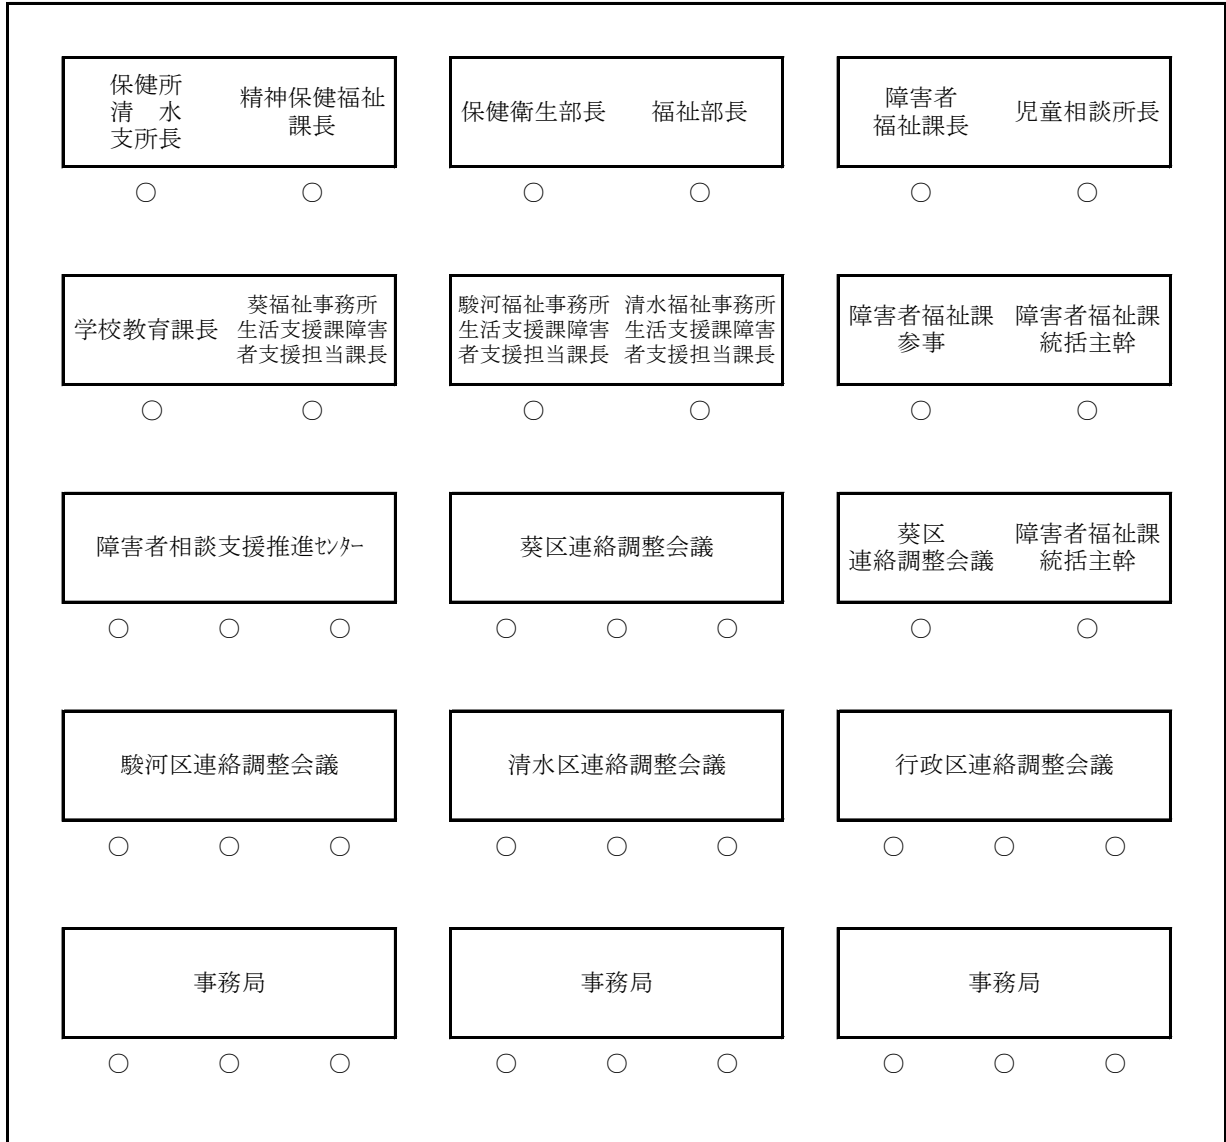 保健所
清　水
支所長
精神保健福祉
課長
保健衛生部長
福祉部長
障害者
福祉課長
児童相談所長
○ ○ ○ ○ ○ ○
学校教育課長
葵福祉事務所
生活支援課障害
者支援担当課長
駿河福祉事務所
生活支援課障害
者支援担当課長
清水福祉事務所
生活支援課障害
者支援担当課長
障害者福祉課
参事
障害者福祉課
統括主幹
○ ○ ○ ○ ○ ○
障害者相談支援推進ｾﾝﾀｰ
葵区連絡調整会議
葵区
連絡調整会議
障害者福祉課
統括主幹
○ ○ ○ ○ ○ ○ ○ ○
駿河区連絡調整会議
清水区連絡調整会議
行政区連絡調整会議
○ ○ ○ ○ ○ ○ ○ ○ ○
事務局
事務局
事務局
○ ○ ○ ○ ○ ○ ○ ○ ○